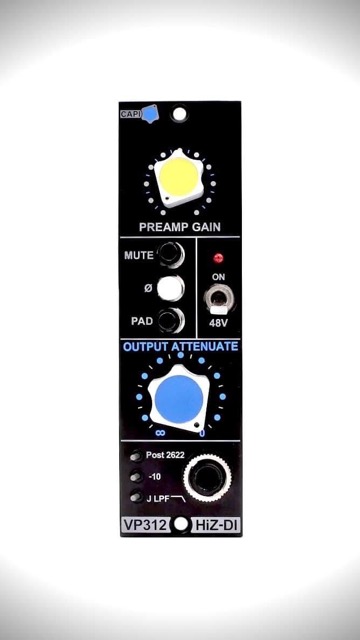 CAPI
PREAMP GAIN
MUTE
Ø
ON
PAD
48V
OUTPUT ATTENUATE
∞ 0
Post 2622
-10
J LPF
VP312 HiZ-DI